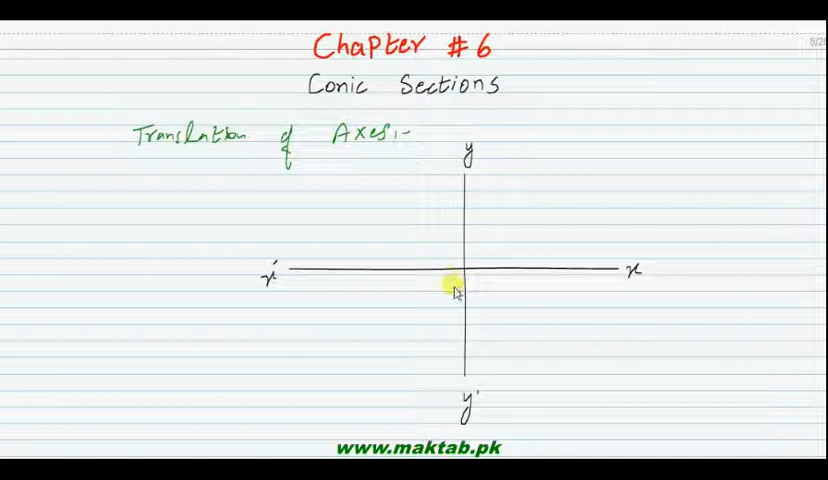 Chapter # 6
Conic Sections
Translation of Axes:-
y
x' x
y'
www.maktab.pk